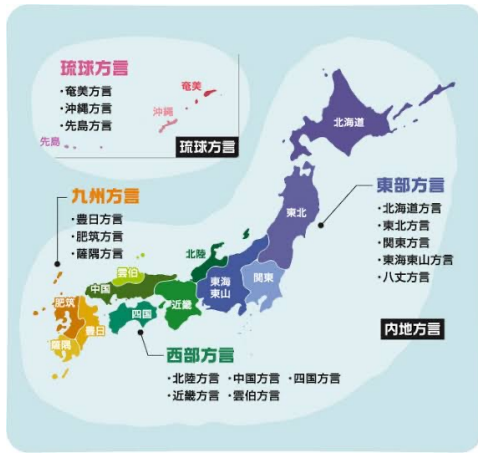 琉球方言
・奄美方言
・沖縄方言
・先島方言
奄美
沖縄
先島
琉球方言
北海道
東北
東部方言
・北海道方言
・東北方言
・関東方言
・東海東山方言
・八丈方言
九州方言
・豊日方言
・肥筑方言
・薩隅方言
北陸
雲伯
中国
東海
東山
関東
近畿
四国
肥筑
豊日
薩隅
内地方言
西部方言
・北陸方言 ・中国方言 ・四国方言
・近畿方言 ・雲伯方言